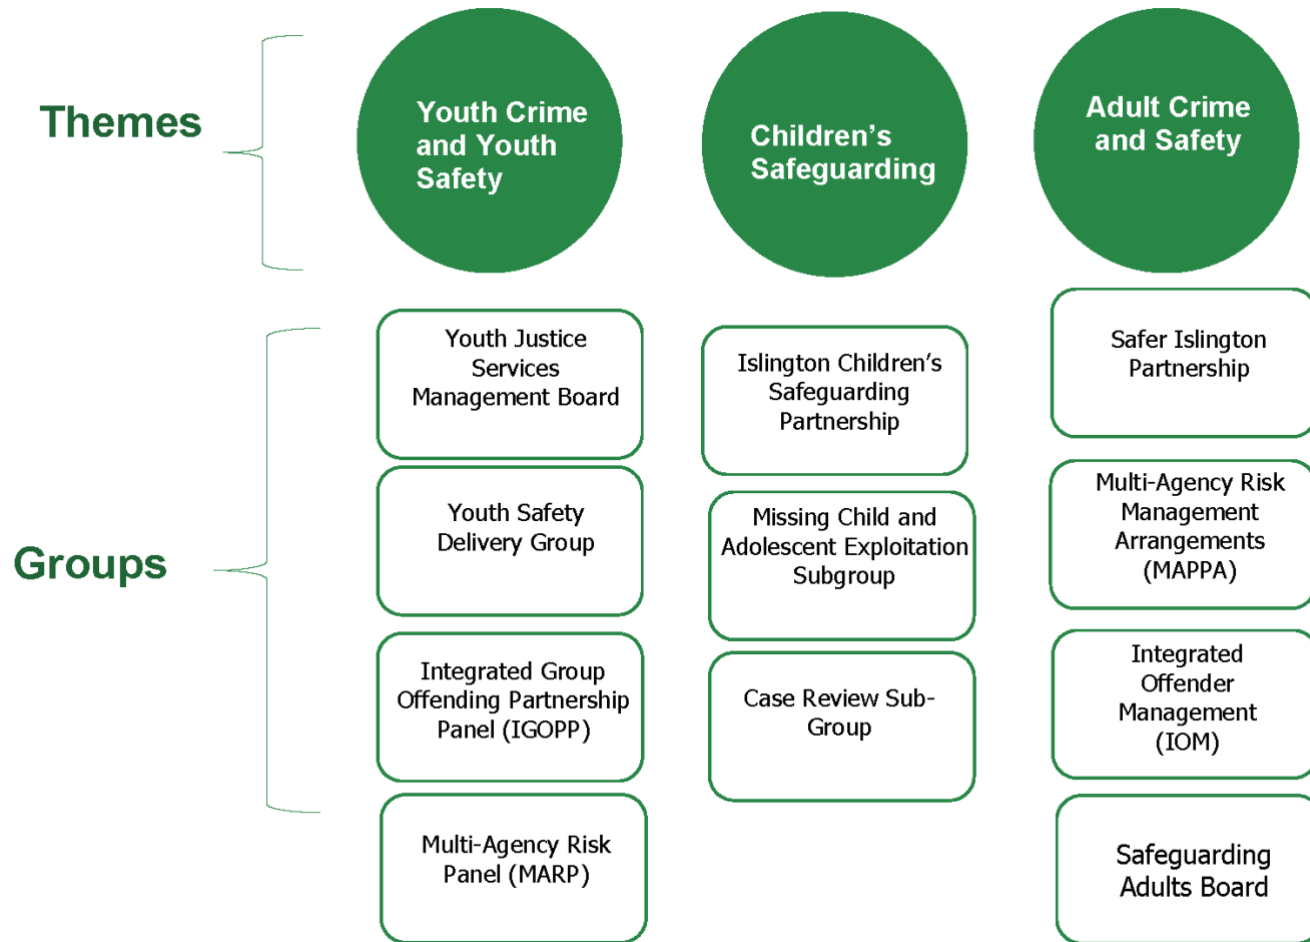 Themes
Youth Crime
and Youth
Safety
Children’s
Safeguarding
Adult Crime
and Safety
Groups
Youth Justice
Services
Management Board
Youth Safety
Delivery Group
Integrated Group
Offending Partnership
Panel (IGOPP)
Multi-Agency Risk
Panel (MARP)
Islington Children’s
Safeguarding
Partnership
Missing Child and
Adolescent Exploitation
Subgroup
Case Review Sub-
Group
Safer Islington
Partnership
Multi-Agency Risk
Management
Arrangements
(MAPPA)
Integrated
Offender
Management
(IOM)
Safeguarding
Adults Board